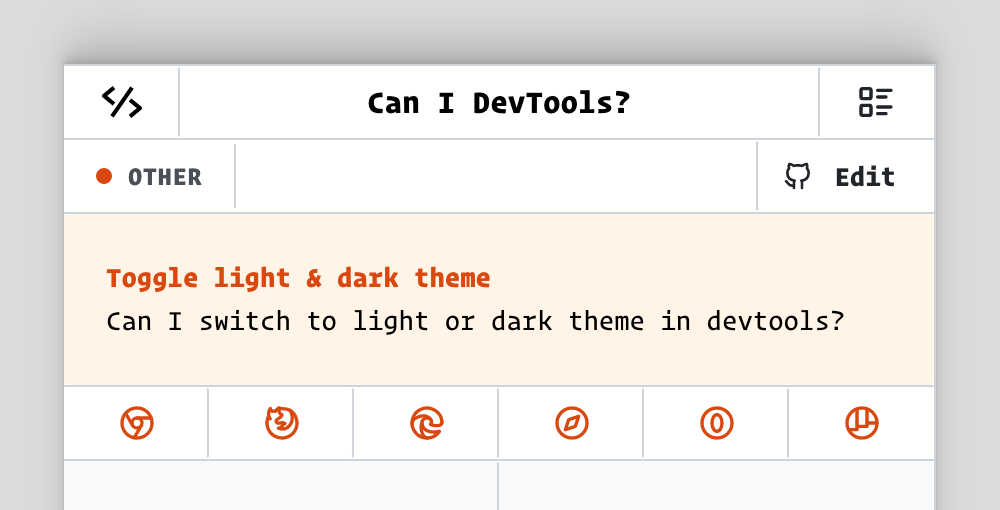 Can I DevTools?
OTHER
Edit
Toggle light & dark theme
Can I switch to light or dark theme in devtools?